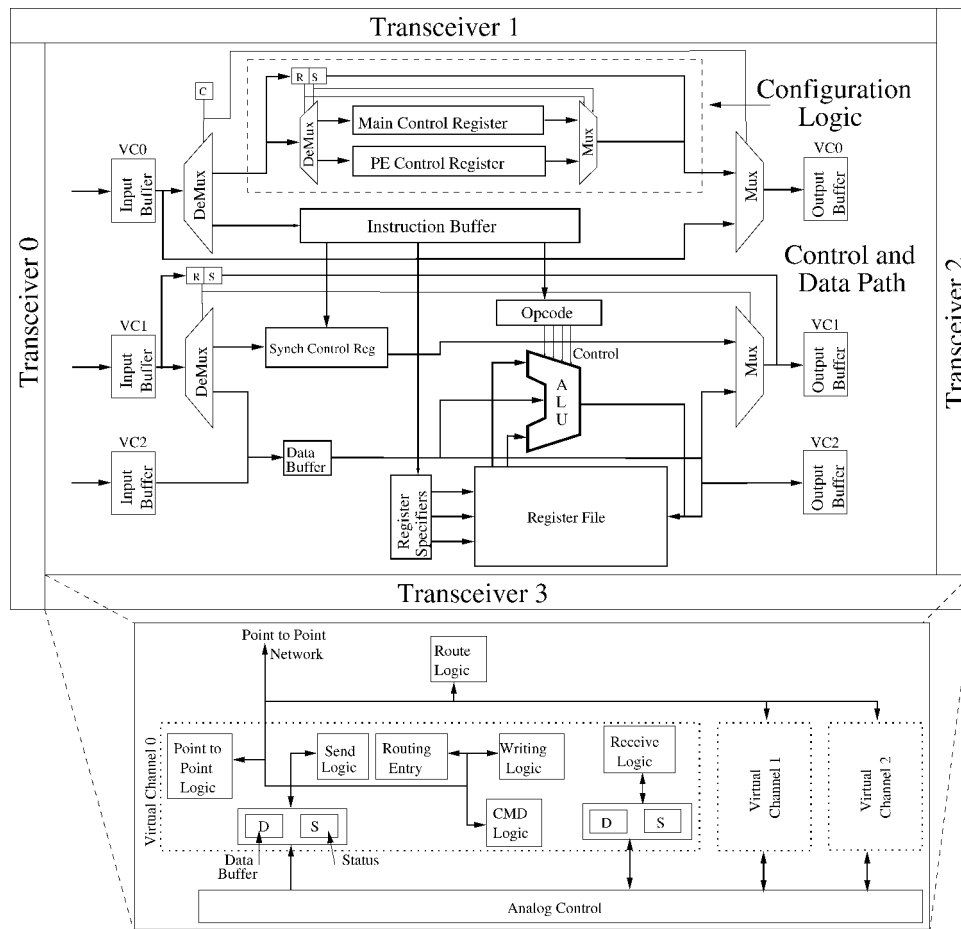 Transceiver 1
Transceiver 0
Transceiver 2
C
R S
DeMux
Main Control Register
PE Control Register
Mux
Configuration
Logic
VC0
Input
Buffer
DeMux
Mux
VC0
Output
Buffer
Instruction Buffer
Control and
Data Path
R S
Opcode
VC1
Input
Buffer
DeMux
Synch Control Reg
Control
A
L
U
Mux
VC1
Output
Buffer
VC2
Input
Buffer
Data
Buffer
VC2
Output
Buffer
Register
Specifiers
Register File
Transceiver 3
Point to Point
Network
Route
Logic
Virtual Channel 0
Point to
Point
Logic
Send
Logic
Routing
Entry
Writing
Logic
Receive
Logic
Virtual
Channel 1
Virtual
Channel 2
D
S
CMD
Logic
D
S
Data
Buffer
Status
Analog Control